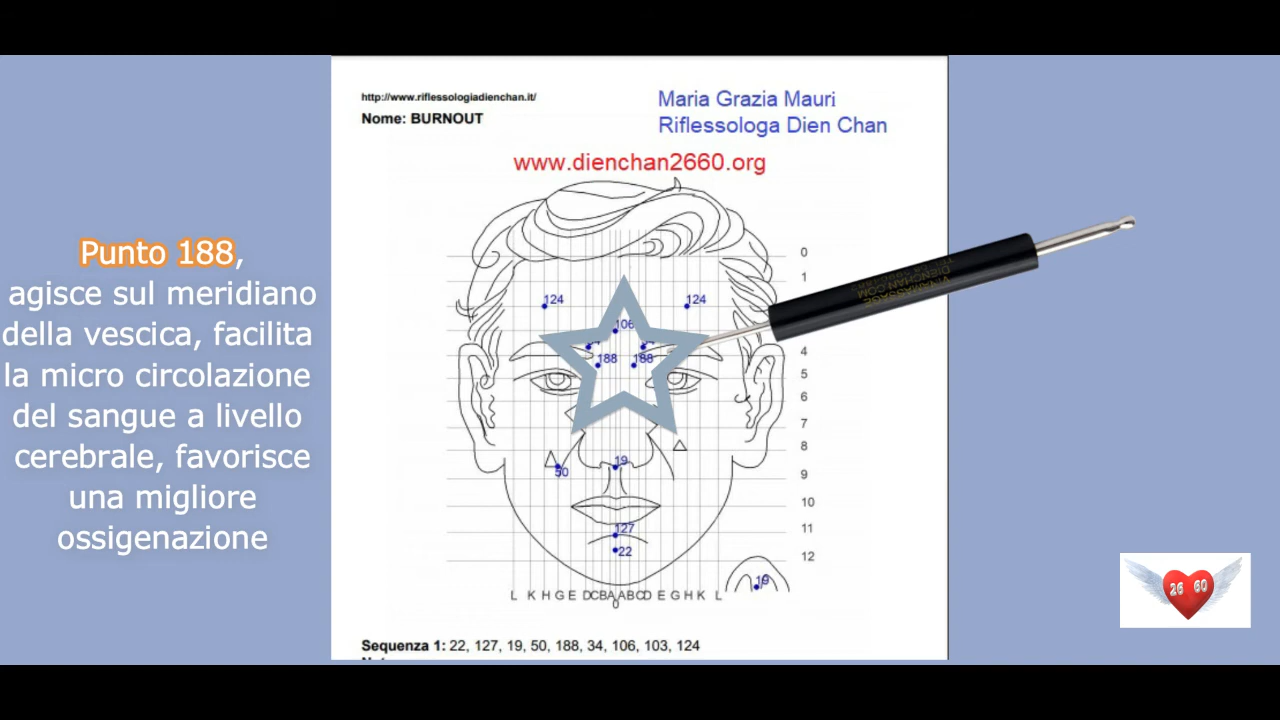 http://www.riflessologiadienchan.it/
Nome: BURNOUT
Maria Grazia Mauri
Riflessologa Dien Chan
www.dienchan2660.org
Punto 188,
agisce sul meridiano
della vescica, facilita
la micro circolazione
del sangue a livello
cerebrale, favorisce
una migliore
ossigenazione
0
1
124
124
106
4
188
188
5
6
7
8
19
50
9
10
11
127
22
12
19
L K H G E D C B A A B C D E G H K L
0
26 60
Sequenza 1: 22, 127, 19, 50, 188, 34, 106, 103, 124